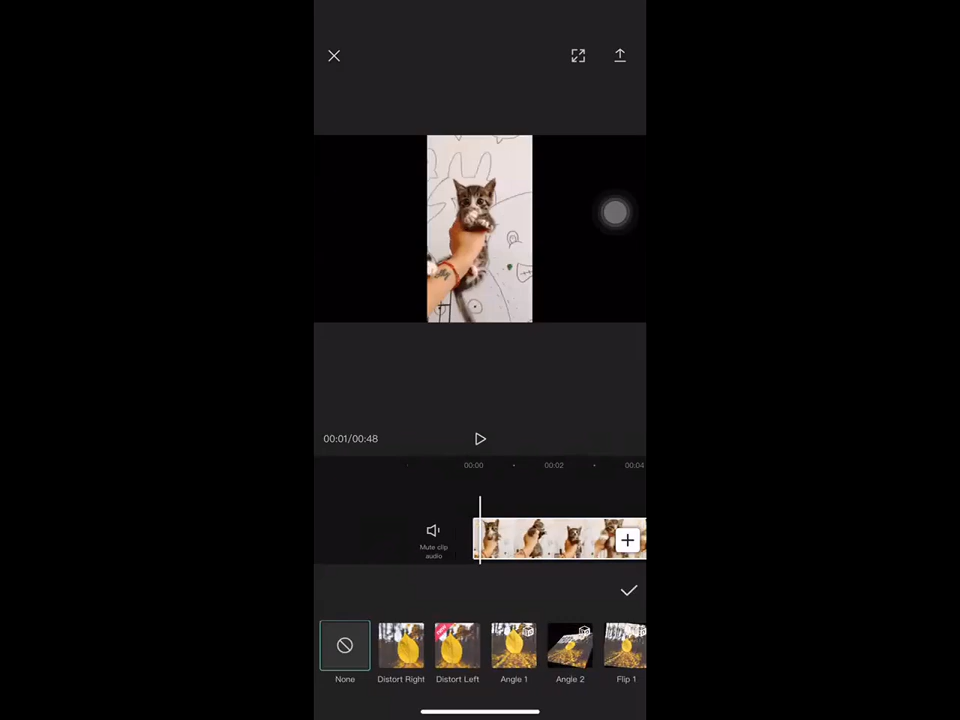 00:01/00:48
00:00
00:02
00:04
Mute clip
audio
None
Distort Right
Distort Left
Angle 1
Angle 2
Flip 1